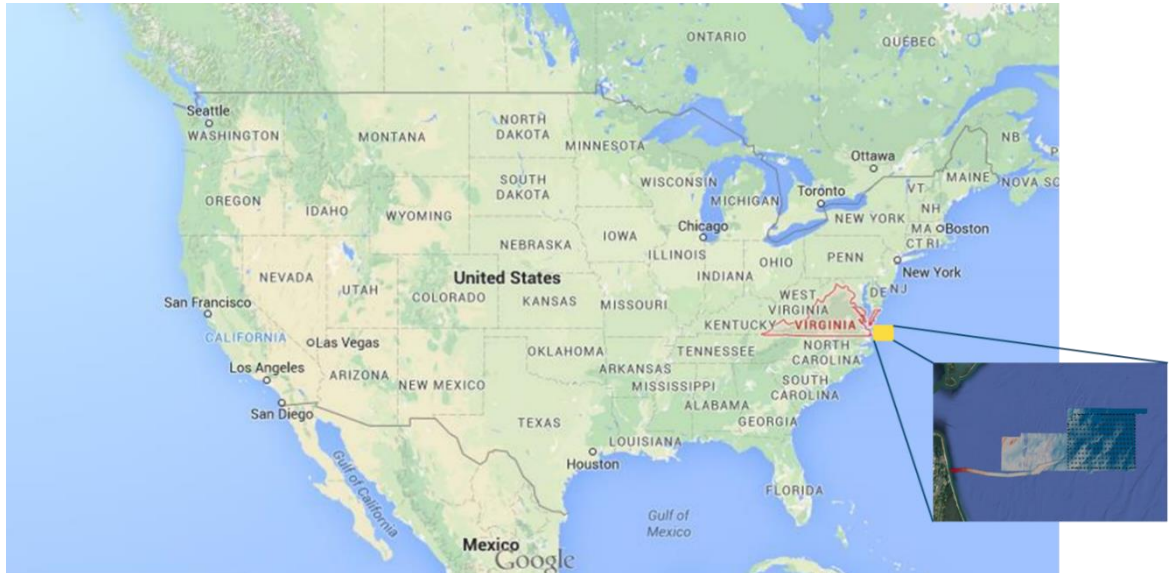 ONTARIO
QUÉBEC
Seattle
WASHINGTON
MONTANA
NORTH
DAKOTA
MINNESOTA
Ottawa
NB
MAINE
NOVA SC
P
SOUTH
DAKOTA
WISCONSIN
MICHIGAN
Toronto
VT
NH
OREGON
IDAHO
WYOMING
NEW YORK
MA
Boston
CT
RI
Chicago
IOWA
NEBRASKA
ILLINOIS
INDIANA
OHIO
PENN
New York
NEVADA
UTAH
COLORADO
United States
KANSAS
MISSOURI
WEST
VIRGINIA
DE
NJ
San Francisco
CALIFORNIA
Las Vegas
KENTUCKY
VIRGINIA
OKLAHOMA
TENNESSEE
NORTH
CAROLINA
Los Angeles
ARIZONA
NEW MEXICO
ARKANSAS
MISSISSIPPI
SOUTH
CAROLINA
San Diego
ALABAMA
GEORGIA
TEXAS
LOUISIANA
Houston
FLORIDA
Gulf of California
Gulf of
Mexico
Mexico
Google